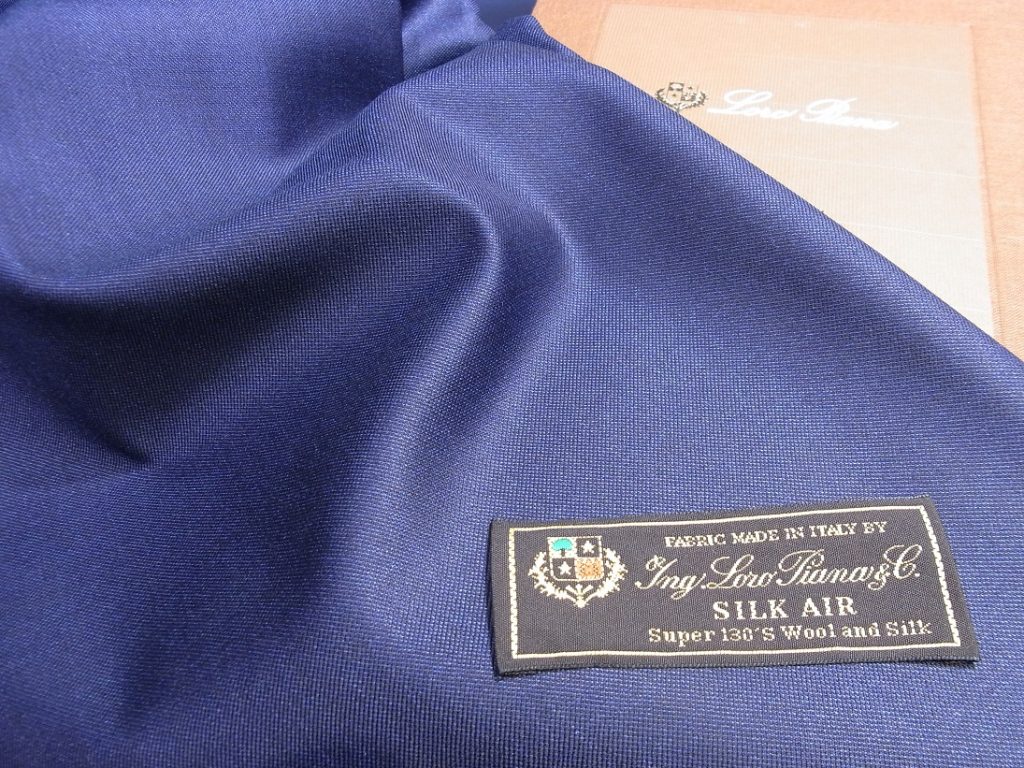 Loro Piana
FABRIC MADE IN ITALY BY
Ing. Loro Piana & C.
SILK AIR
Super 130'S Wool and Silk